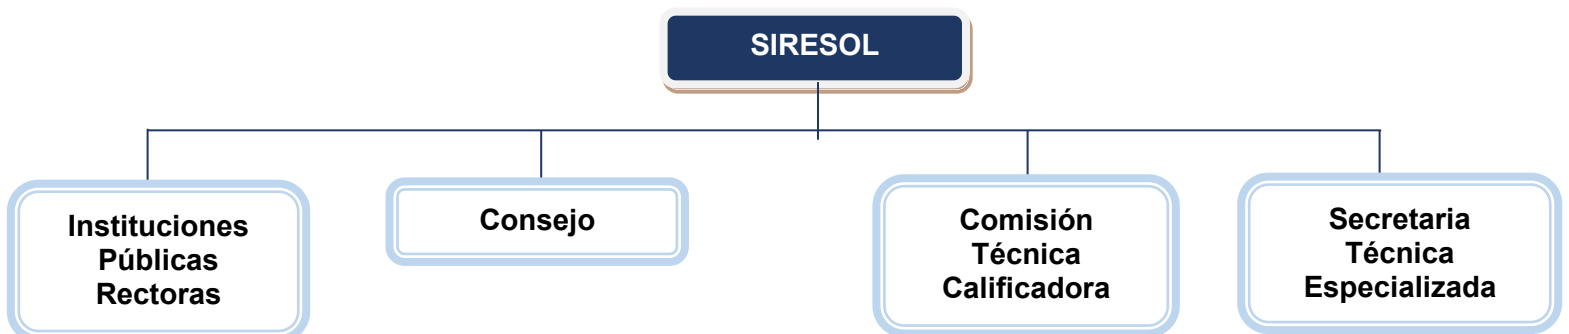 SIRESOL
Instituciones
Públicas
Rectoras
Consejo
Comisión
Técnica
Calificadora
Secretaria
Técnica
Especializada